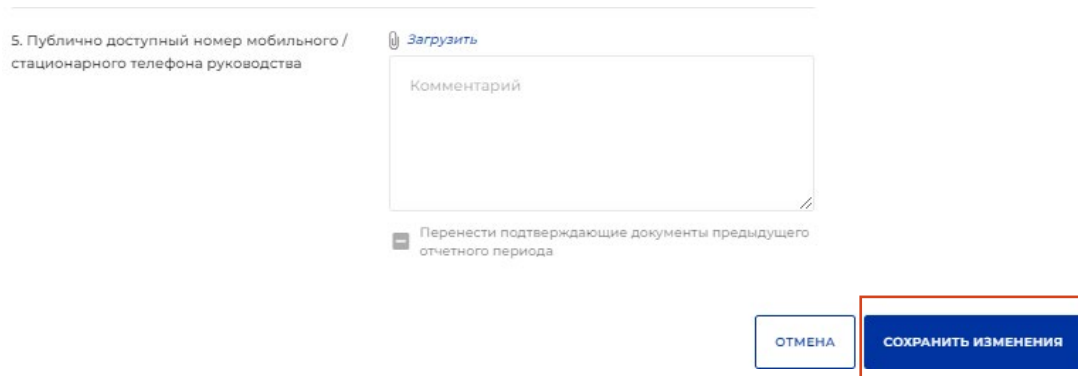 5. Публично доступный номер мобильного /
стационарного телефона руководства
Загрузить
Комментарий
Перенести подтверждающие документы предыдущего
отчетного периода
ОТМЕНА
СОХРАНИТЬ ИЗМЕНЕНИЯ